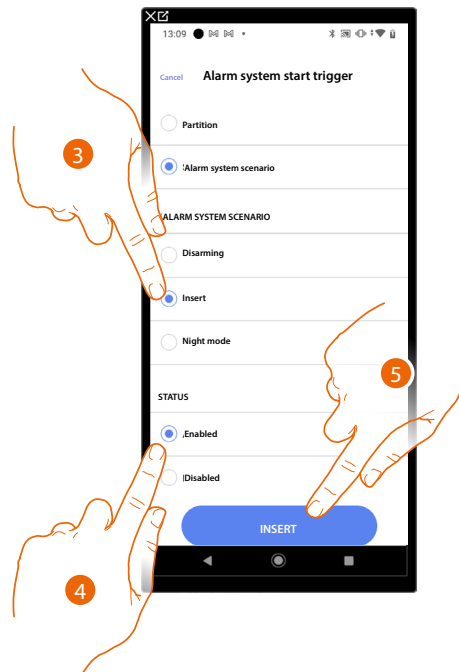 13:09
Cancel Alarm system start trigger
Partition
'Alarm system scenario
ALARM SYSTEM SCENARIO
Disarming
Insert
Night mode
STATUS
,Enabled
|Disabled
INSERT
3
5
4